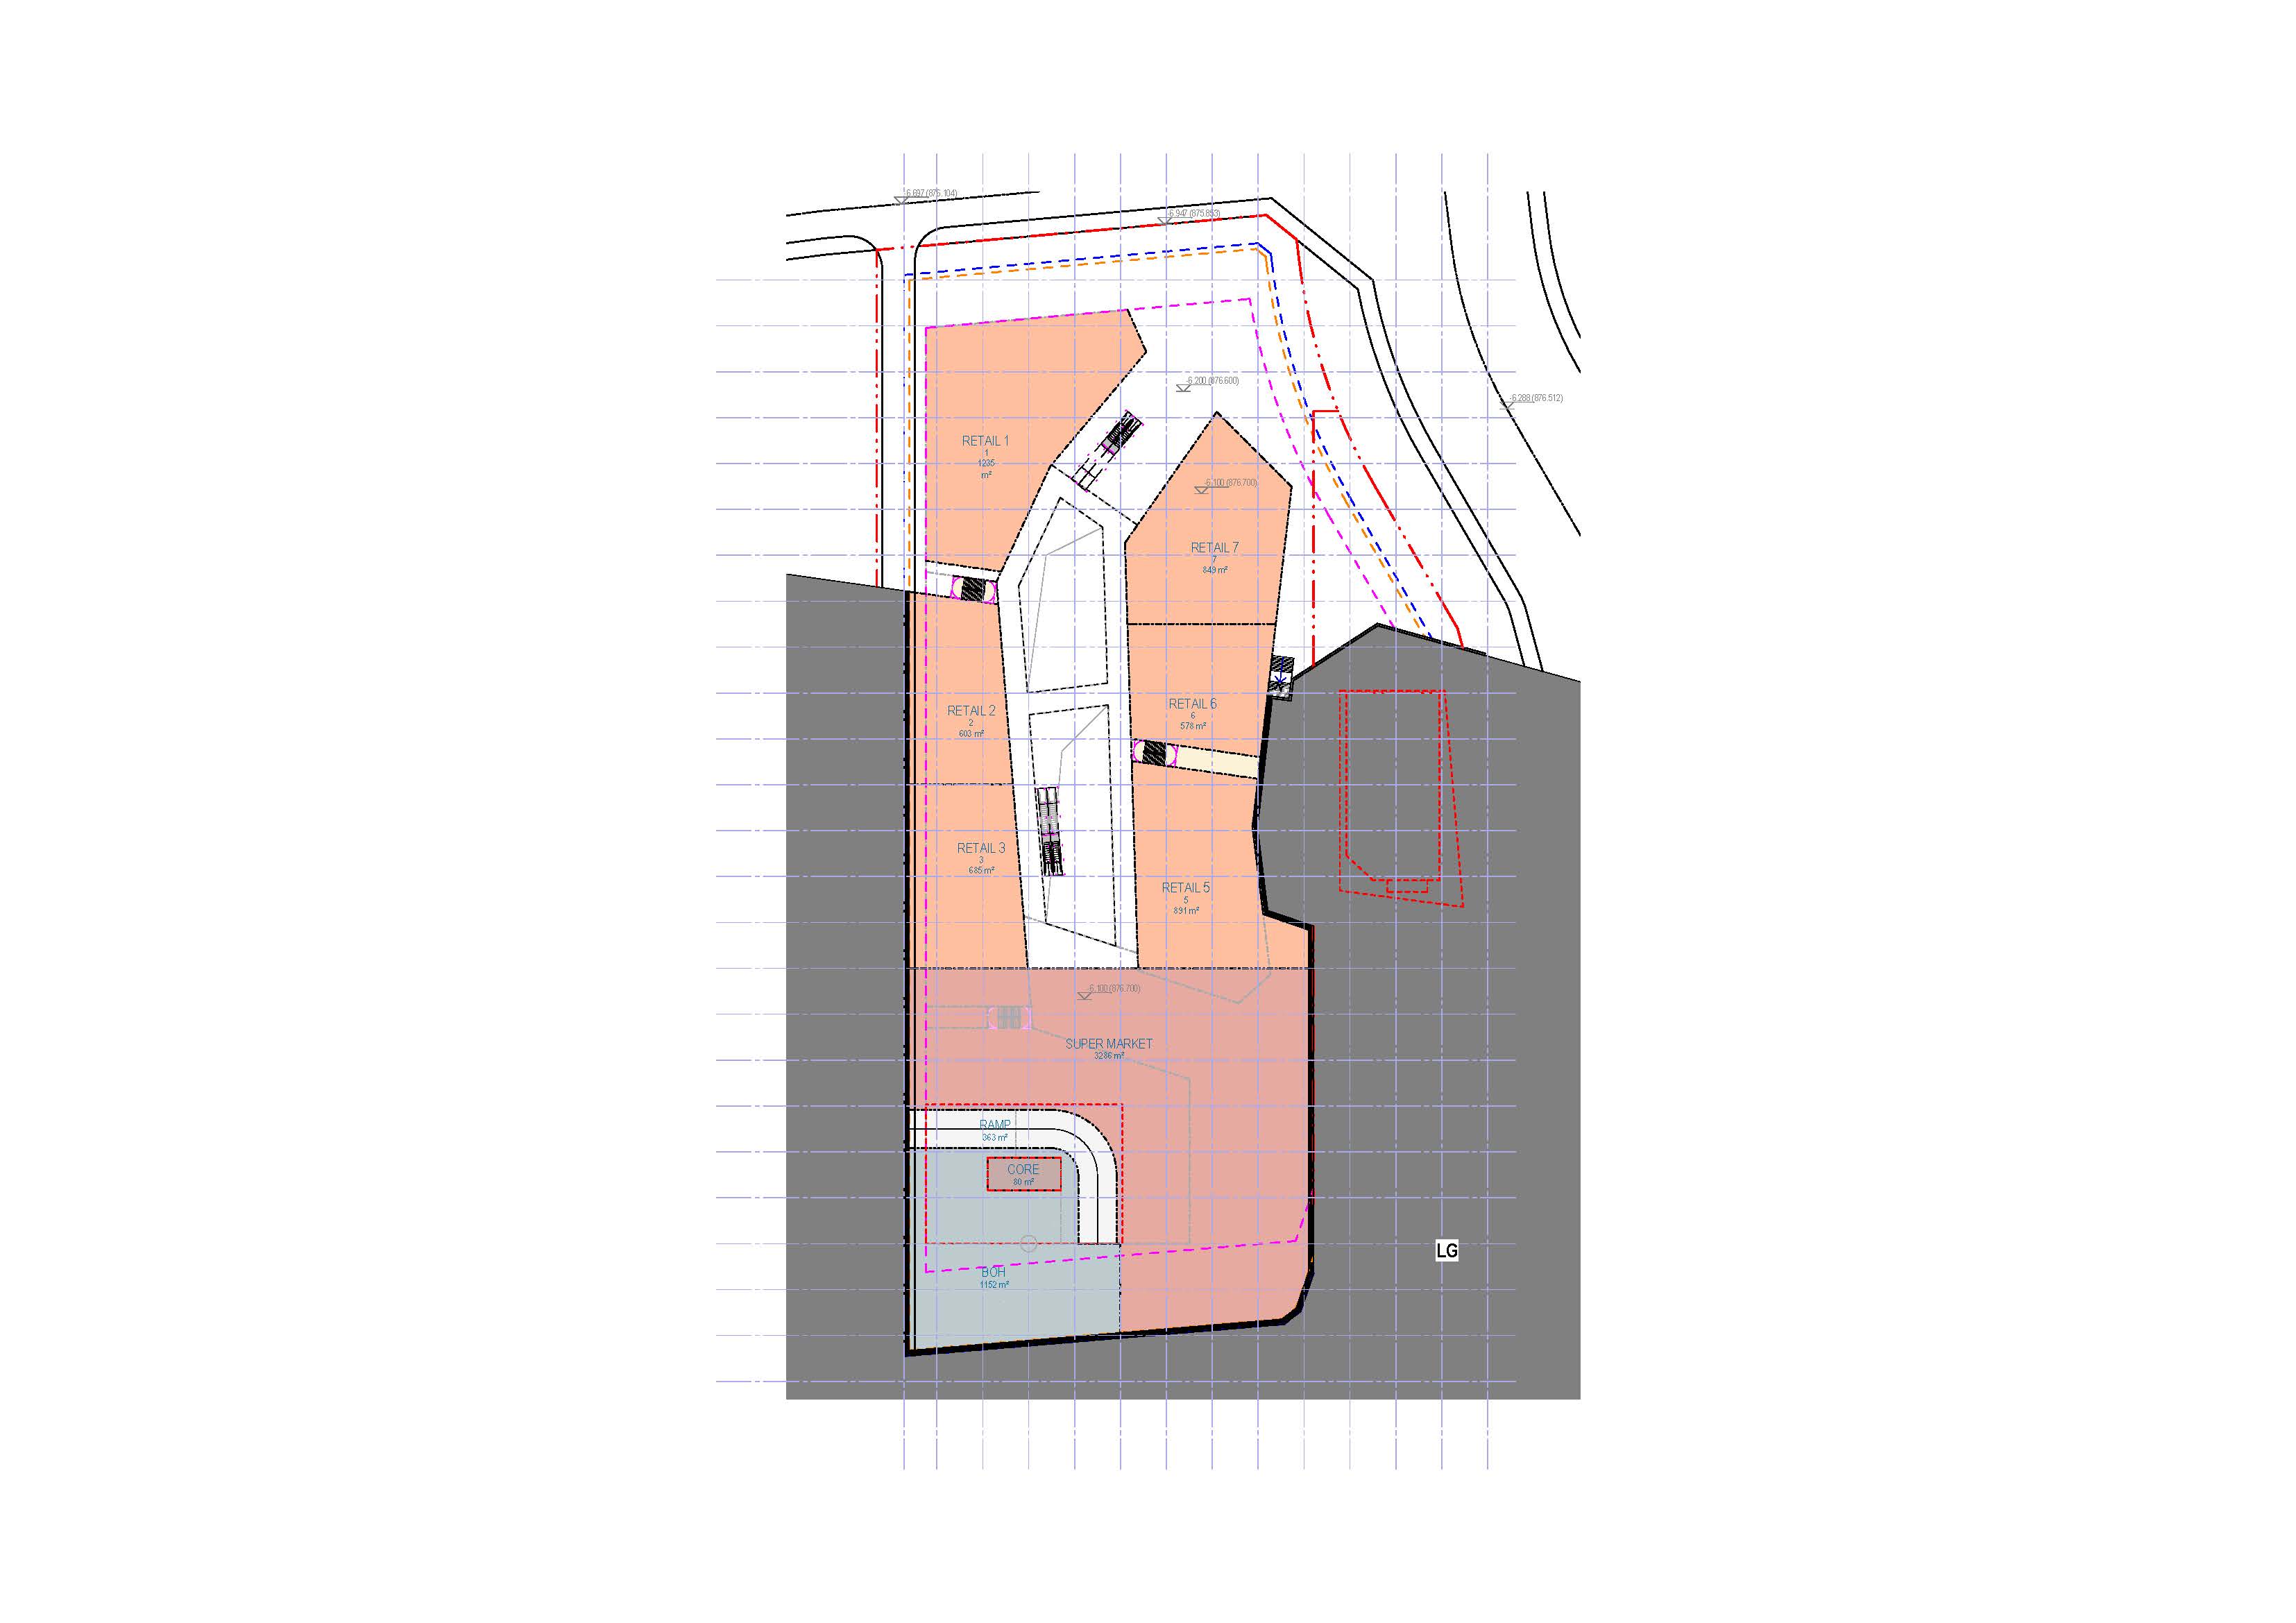 -6.697 (876.104)
-6.947 (875.853)
-6.200 (876.600)
-6.288 (876.512)
RETAIL 1
1
1235
m²
-6.100 (876.700)
RETAIL 7
7
849 m²
RETAIL 6
6
578 m²
RETAIL 2
2
603 m²
RETAIL 3
3
685 m²
RETAIL 5
5
891 m²
-6.100 (876.700)
SUPER MARKET
3286 m²
RAMP
363 m²
CORE
80 m²
LG
BOH
1152 m²